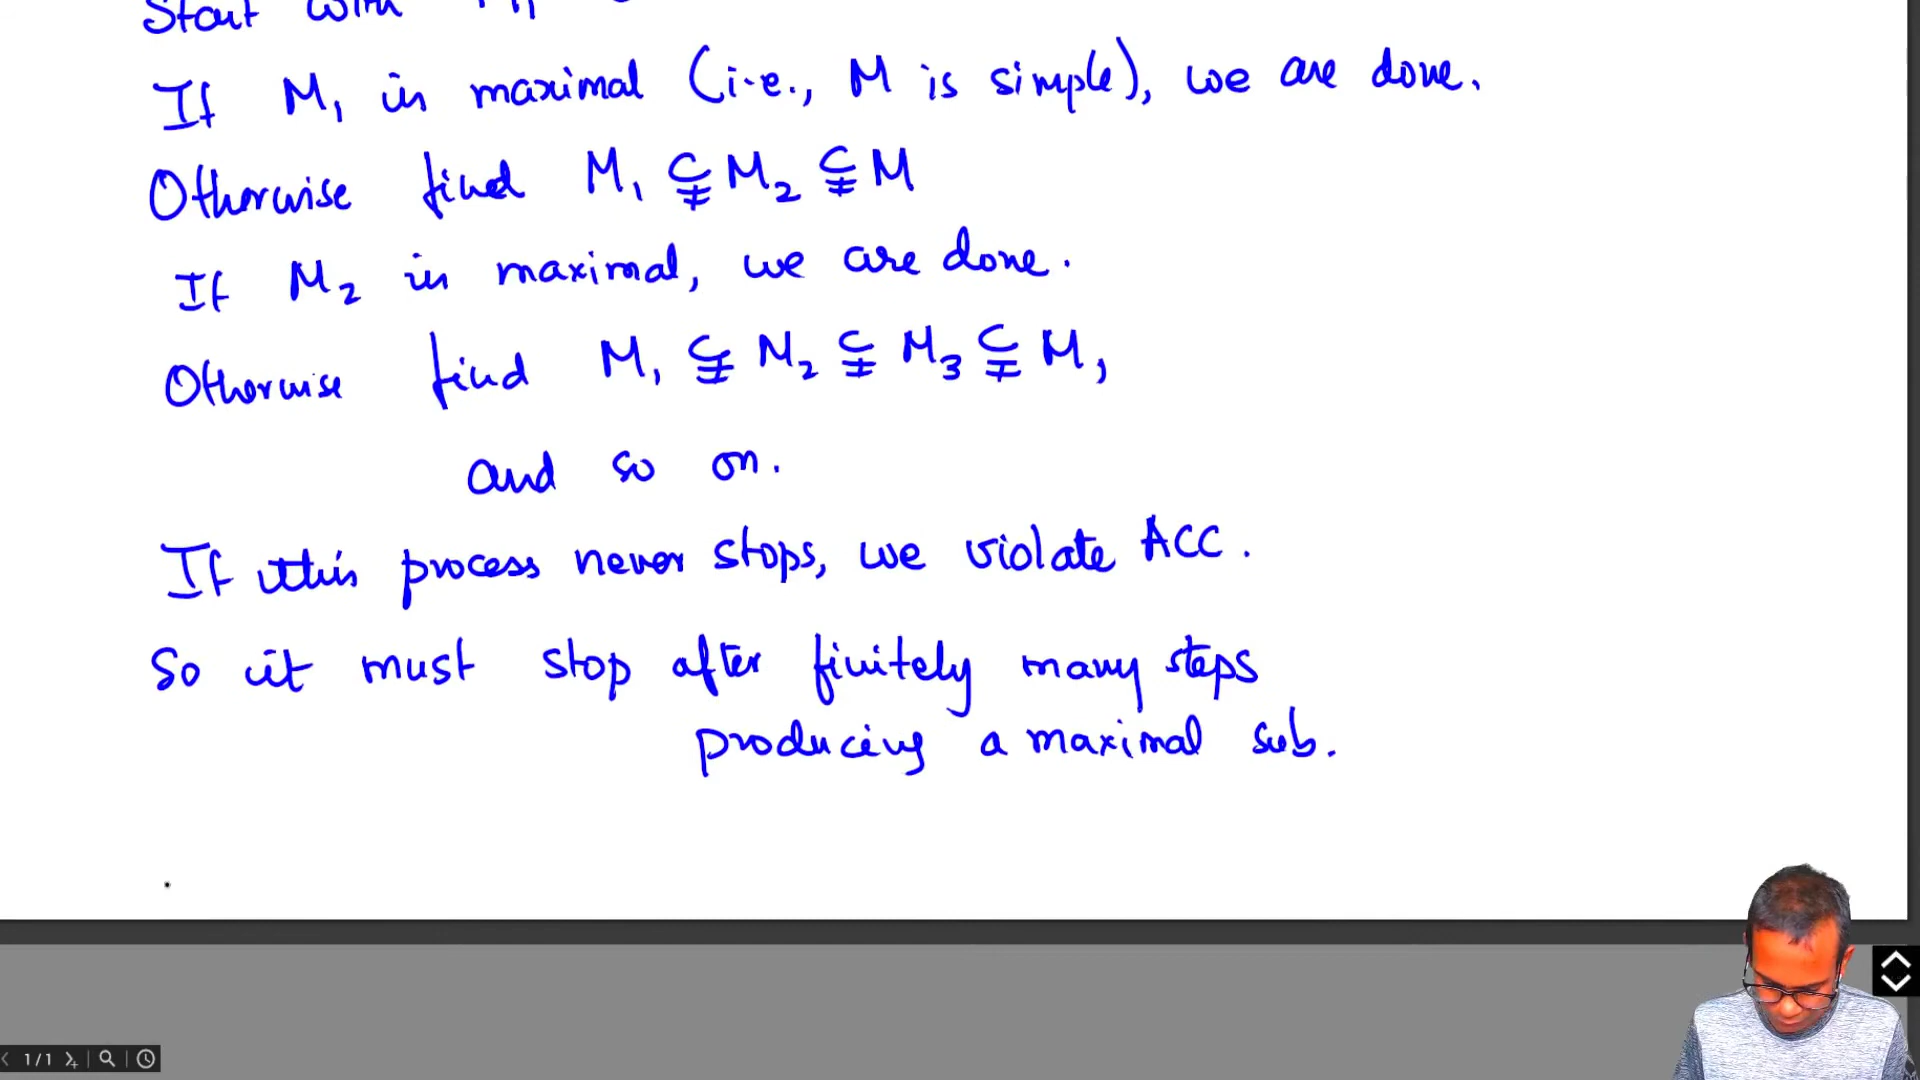 Start with
If M₁ is maximal (i.e., M is simple), we are done.
Otherwise find M₁ ⊊ M₂ ⊊ M
If M₂ is maximal, we are done.
Otherwise find M₁ ⊊ M₂ ⊊ M₃ ⊊ M,
and so on.
If this process never stops, we violate ACC.
So it must stop after finitely many steps
producing a maximal sub.
1/1